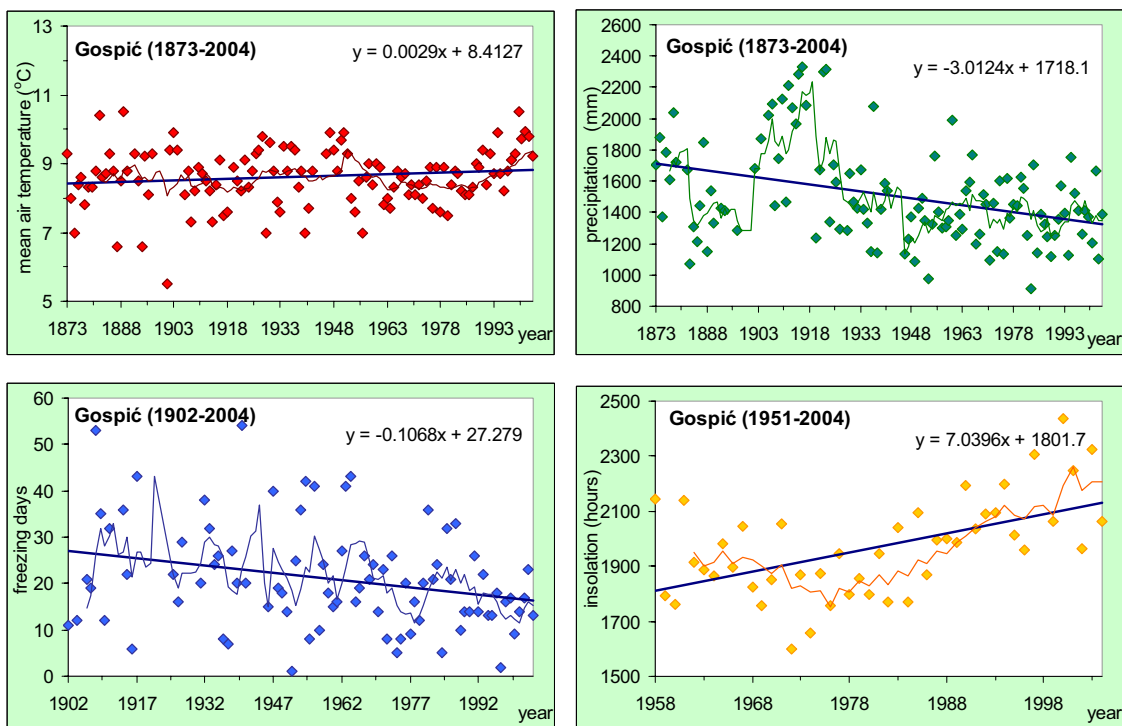 Gospić (1873-2004)
y = 0.0029x + 8.4127
mean air temperature (°C)
13
11
9
7
5
1873 1888 1903 1918 1933 1948 1963 1978 1993
year
Gospić (1873-2004)
y = -3.0124x + 1718.1
precipitation (mm)
2600
2400
2200
2000
1800
1600
1400
1200
1000
800
1873 1888 1903 1918 1933 1948 1963 1978 1993
year
Gospić (1902-2004)
y = -0.1068x + 27.279
freezing days
60
50
40
30
20
10
0
1902 1917 1932 1947 1962 1977 1992
year
Gospić (1951-2004)
y = 7.0396x + 1801.7
insolation (hours)
2500
2300
2100
1900
1700
1500
1958 1968 1978 1988 1998
year